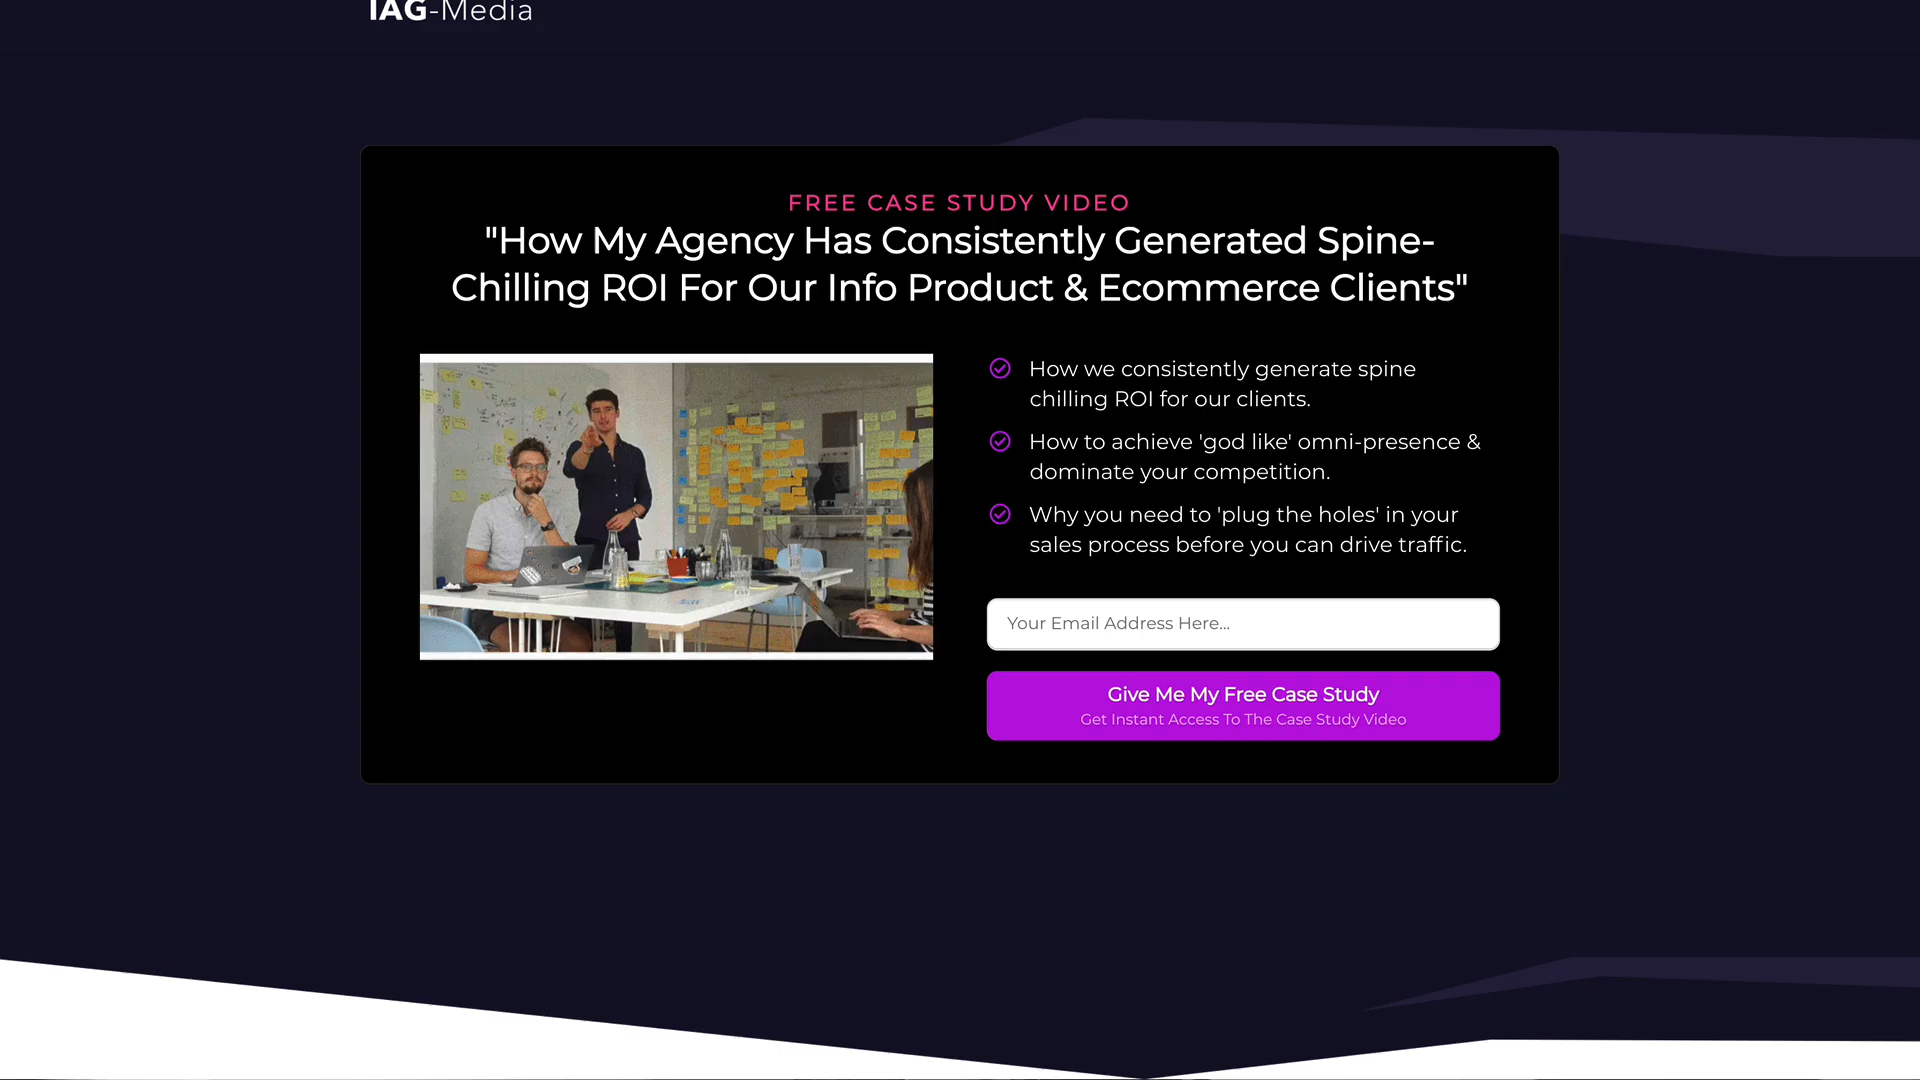 IAG-Media
FREE CASE STUDY VIDEO
"How My Agency Has Consistently Generated Spine-
Chilling ROI For Our Info Product & Ecommerce Clients"
How we consistently generate spine
chilling ROI for our clients.
How to achieve 'god like' omni-presence &
dominate your competition.
Why you need to 'plug the holes' in your
sales process before you can drive traffic.
Your Email Address Here...
Give Me My Free Case Study
Get Instant Access To The Case Study Video